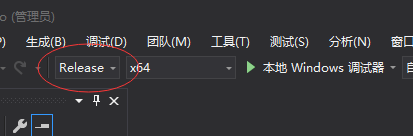 o (管理员)
P) 生成(B) 调试(D) 团队(M) 工具(T) 测试(S) 分析(N) 窗口
Release x64 本地 Windows 调试器 自